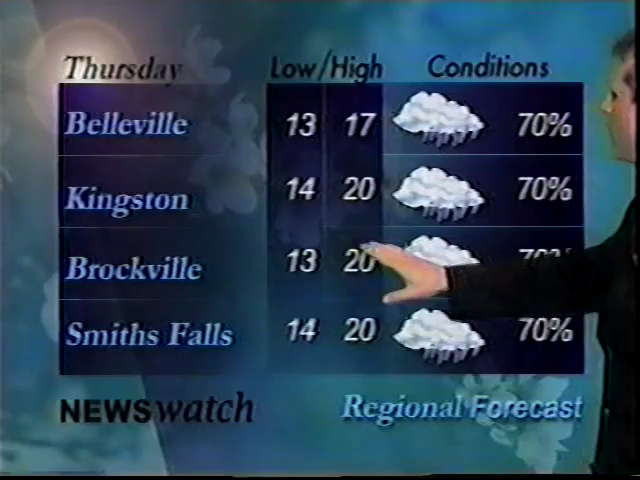 Thursday Low/High Conditions
Belleville 13 17 70%
Kingston 14 20 70%
Brockville 13 20 70%
Smiths Falls 14 20 70%
NEWSwatch Regional Forecast